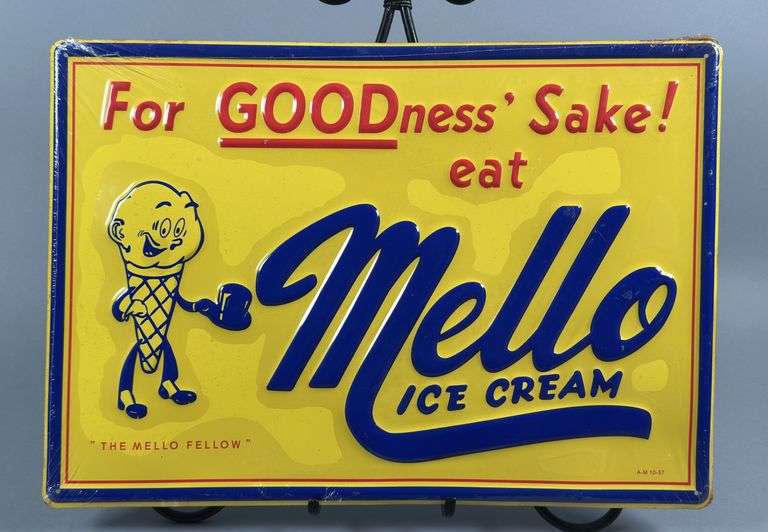 For GOODness' Sake!
eat
Mello
ICE CREAM
"THE MELLO FELLOW"
A-M 10-57